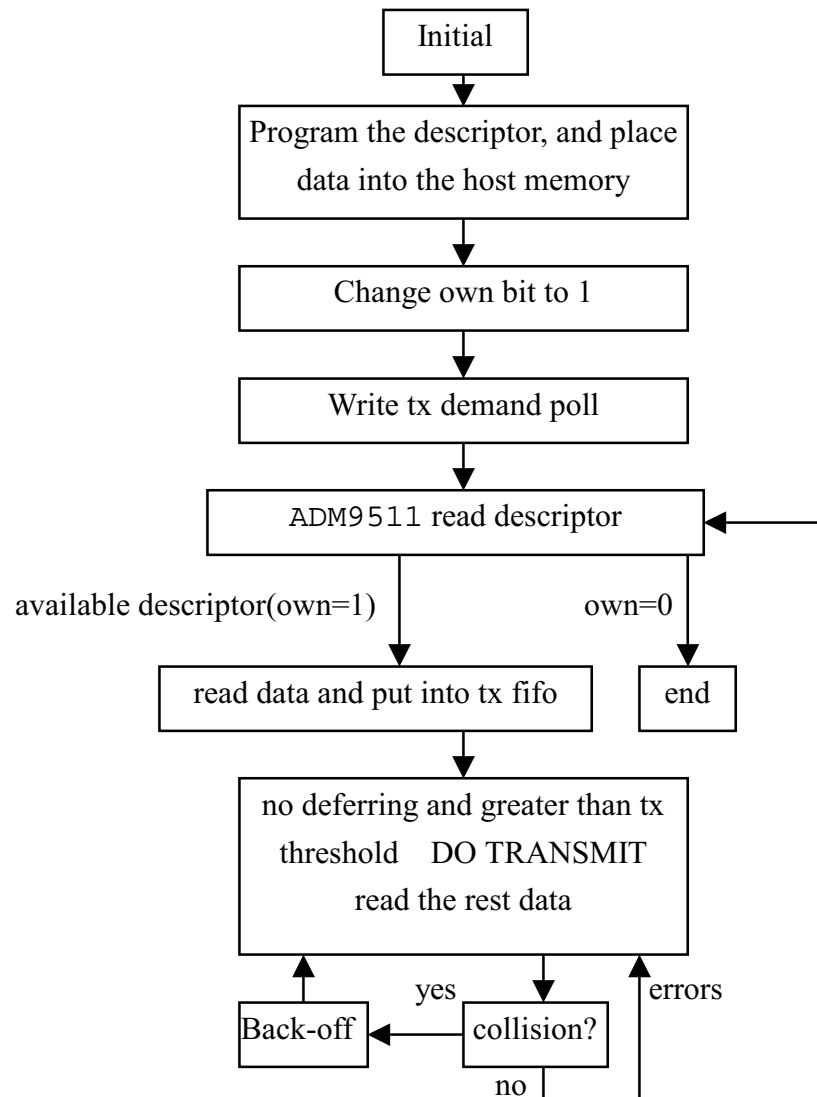 Initial
Program the descriptor, and place
data into the host memory
Change own bit to 1
Write tx demand poll
ADM9511 read descriptor
available descriptor(own=1)
own=0
read data and put into tx fifo
end
no deferring and greater than tx
threshold DO TRANSMIT
read the rest data
yes
errors
Back-off
collision?
no